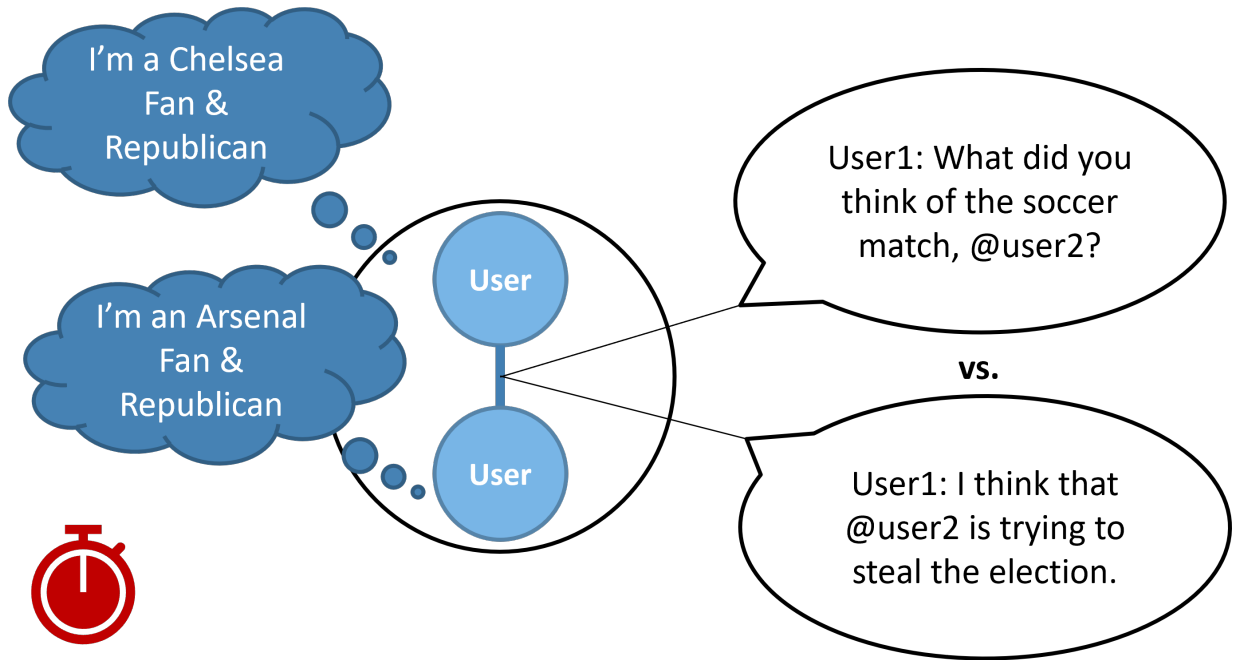 I’m a Chelsea
Fan &
Republican
I’m an Arsenal
Fan &
Republican
User
User
User1: What did you
think of the soccer
match, @user2?
vs.
User1: I think that
@user2 is trying to
steal the election.